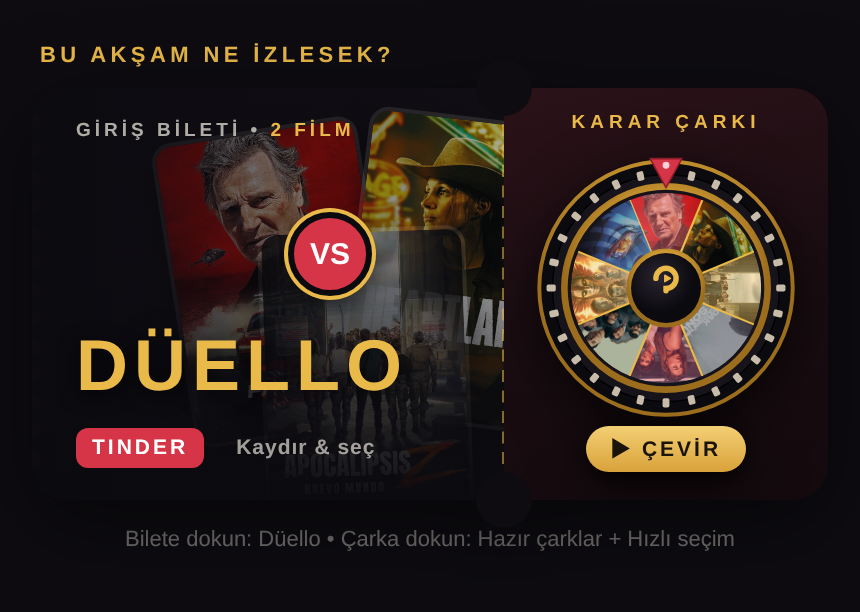 BU AKŞAM NE İZLESEK?
GİRİŞ BİLETİ • 2 FİLM
VS
DÜELLO
TINDER
Kaydır & seç
APOCALIPSIS Z
KARAR ÇARKI
ÇEVİR
Bilete dokun: Düello • Çarka dokun: Hazır çarklar + Hızlı seçim